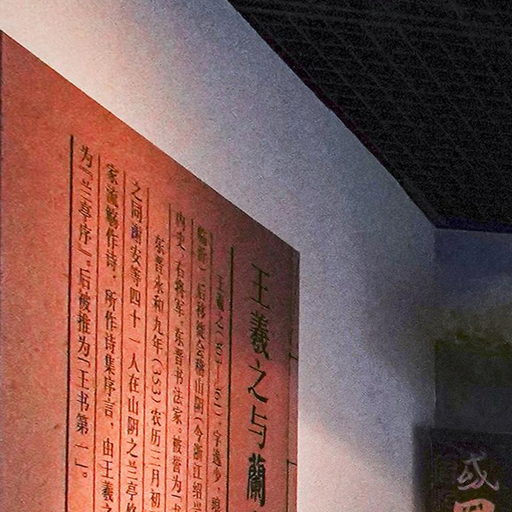 王羲之与蘭
王羲之(303—361),字逸少,琅
临沂)后移徙会稽山阴(今浙江绍兴
内史、右将军。东晋书法家,被誉为"书
东晋永和九年(353)农历三月初
之同谢安等四十一人在山阴之兰亭修
家流觞作诗,所作诗集序言,由王羲之
为『兰亭序』。后被推为『王书第一』。
或